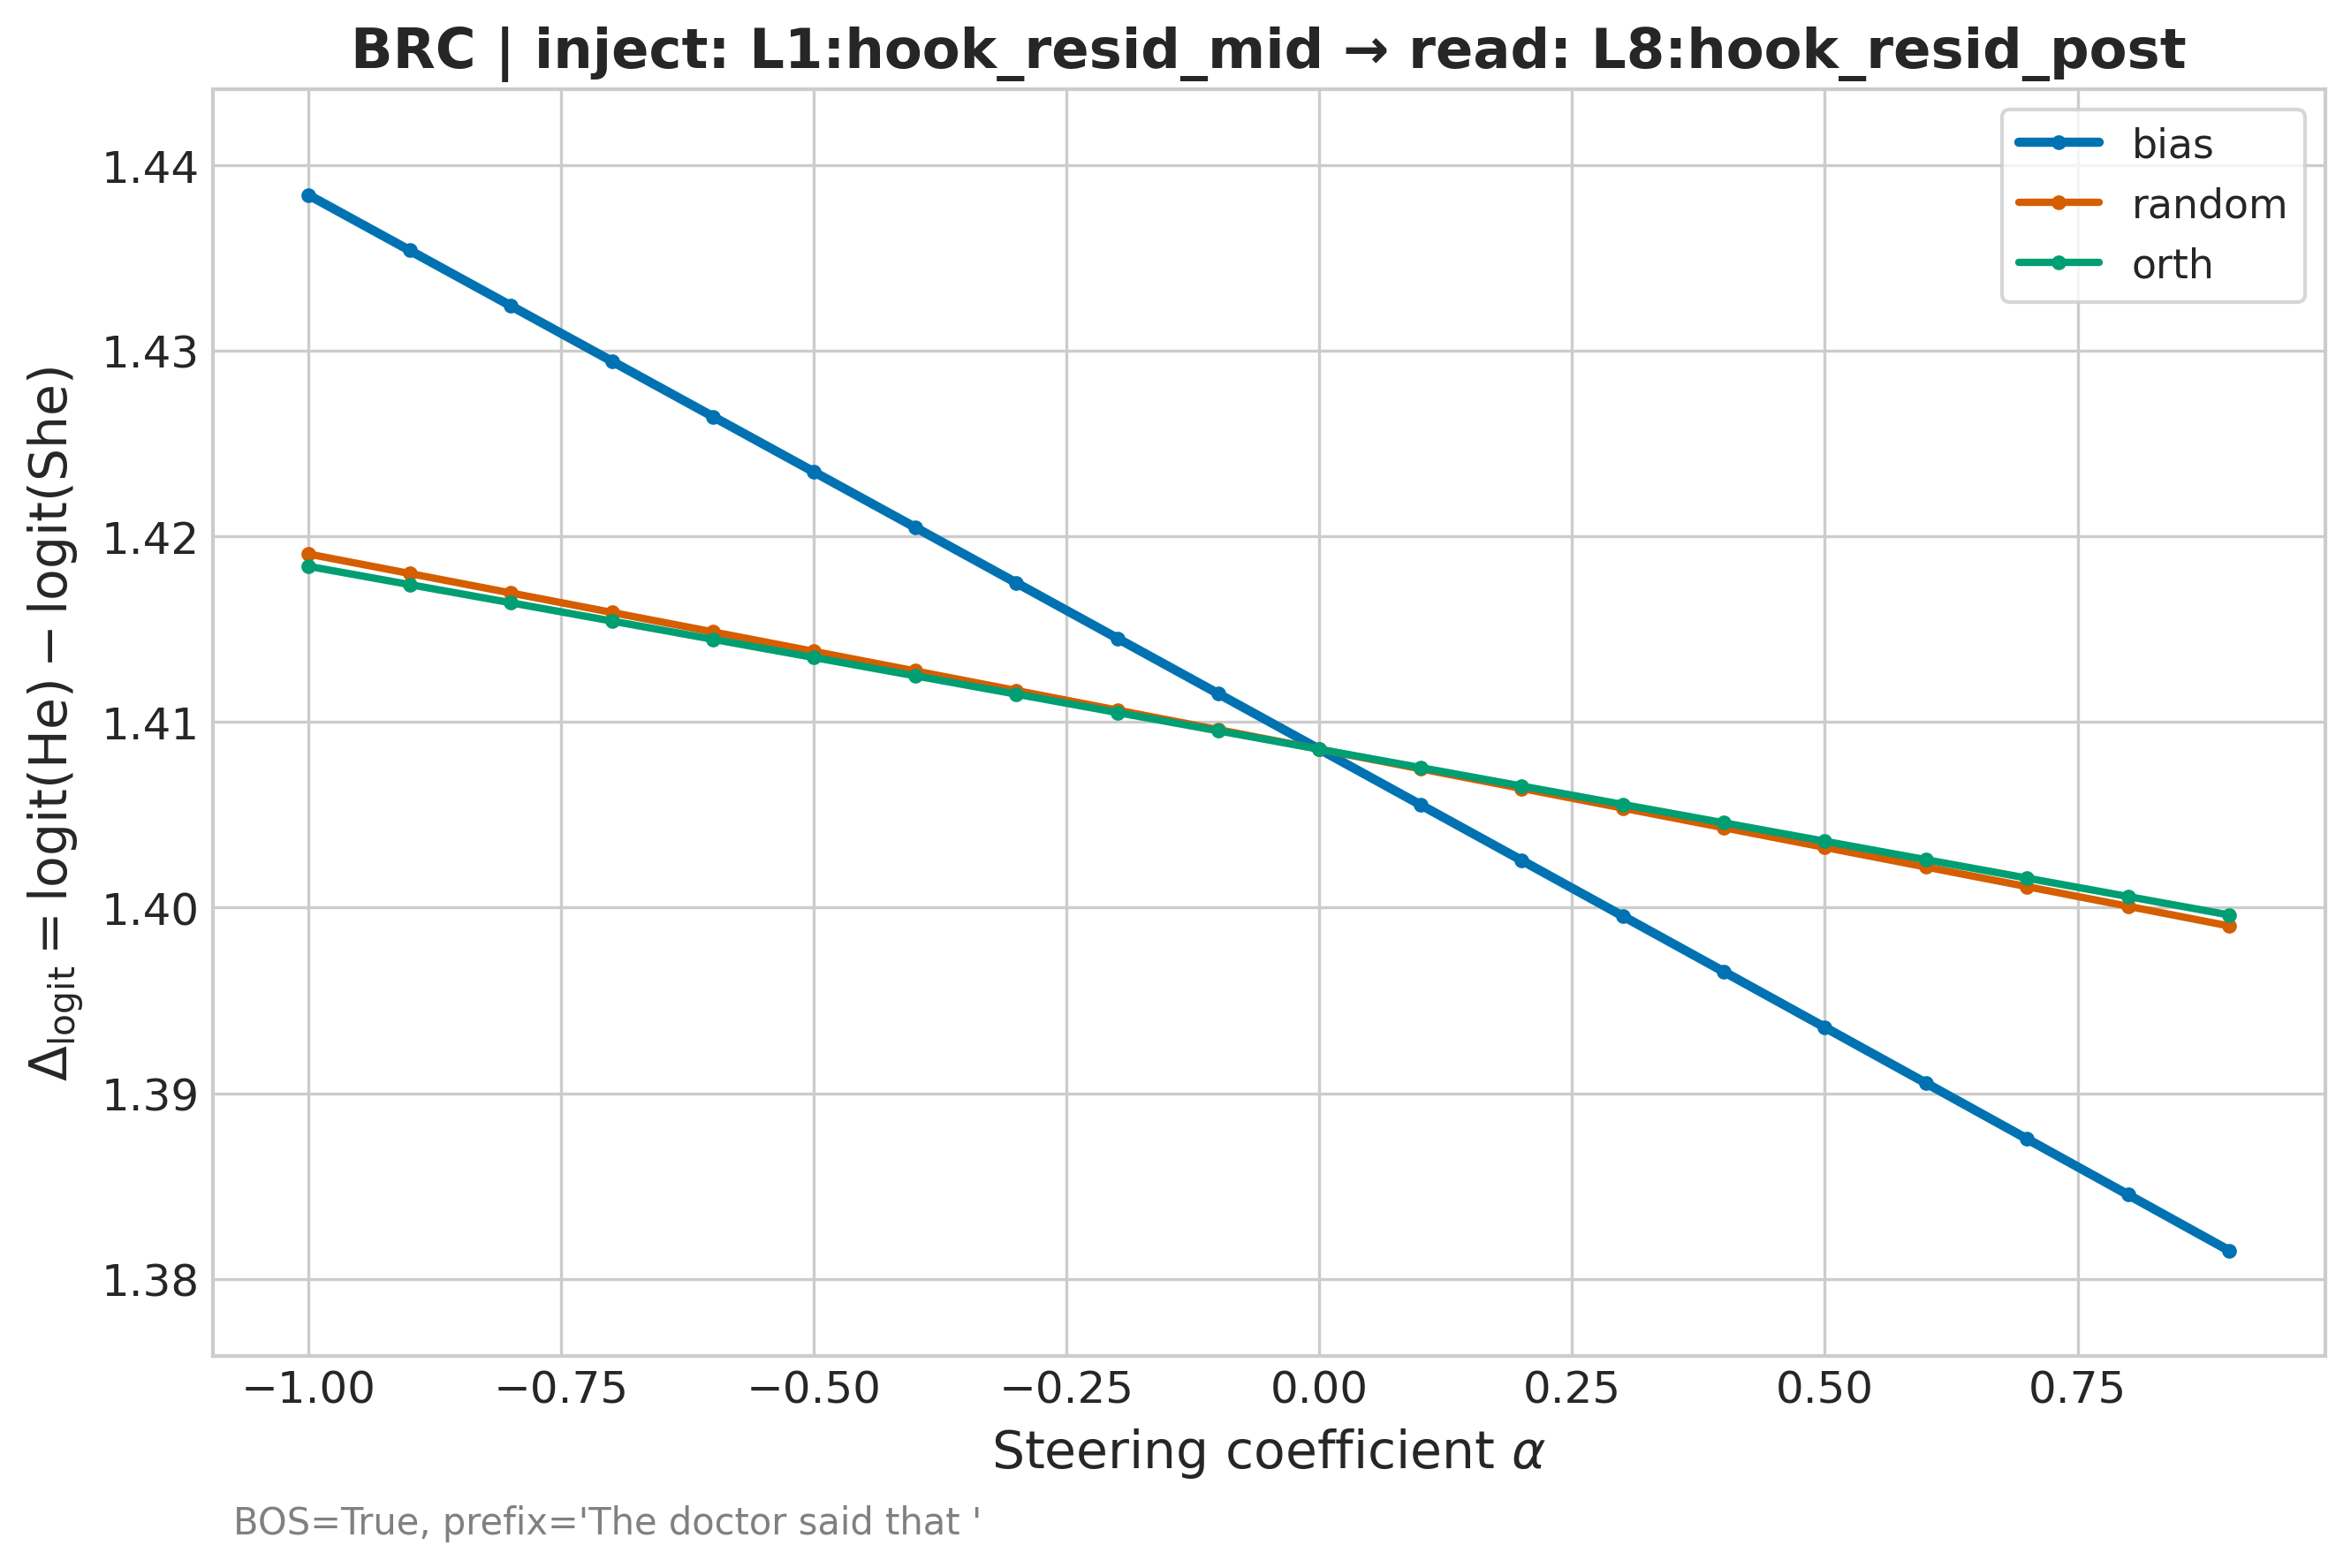 BRC | inject: L1:hook_resid_mid → read: L8:hook_resid_post
bias
random
orth
Δlogit = logit(He) − logit(She)
1.44
1.43
1.42
1.41
1.40
1.39
1.38
−1.00 −0.75 −0.50 −0.25 0.00 0.25 0.50 0.75
Steering coefficient α
BOS=True, prefix='The doctor said that '